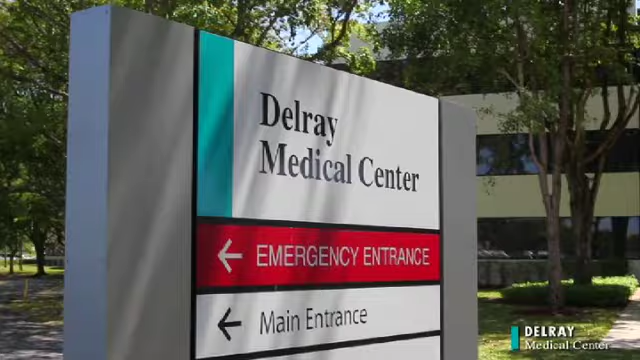 Delray
Medical Center
← EMERGENCY ENTRANCE
← Main Entrance
DELRAY
Medical Center